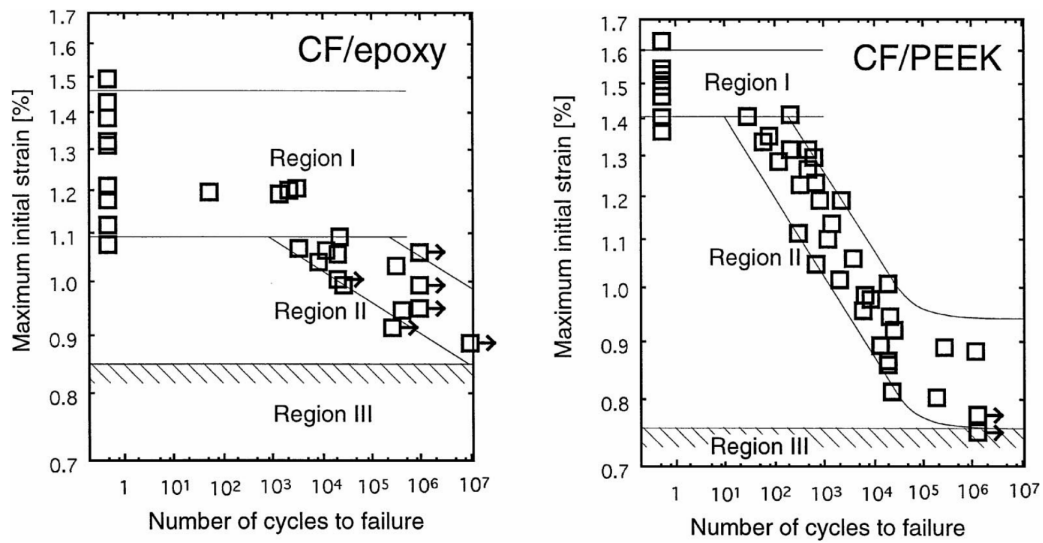 CF/epoxy
Maximum initial strain [%]
1.7
1.6
1.5
1.4
1.3
1.2
1.1
1.0
0.9
0.8
0.7
Region I
Region II
Region III
1 10¹ 10² 10³ 10⁴ 10⁵ 10⁶ 10⁷
Number of cycles to failure
CF/PEEK
Maximum initial strain [%]
1.7
1.6
1.5
1.4
1.3
1.2
1.1
1.0
0.9
0.8
0.7
Region I
Region II
Region III
1 10¹ 10² 10³ 10⁴ 10⁵ 10⁶ 10⁷
Number of cycles to failure